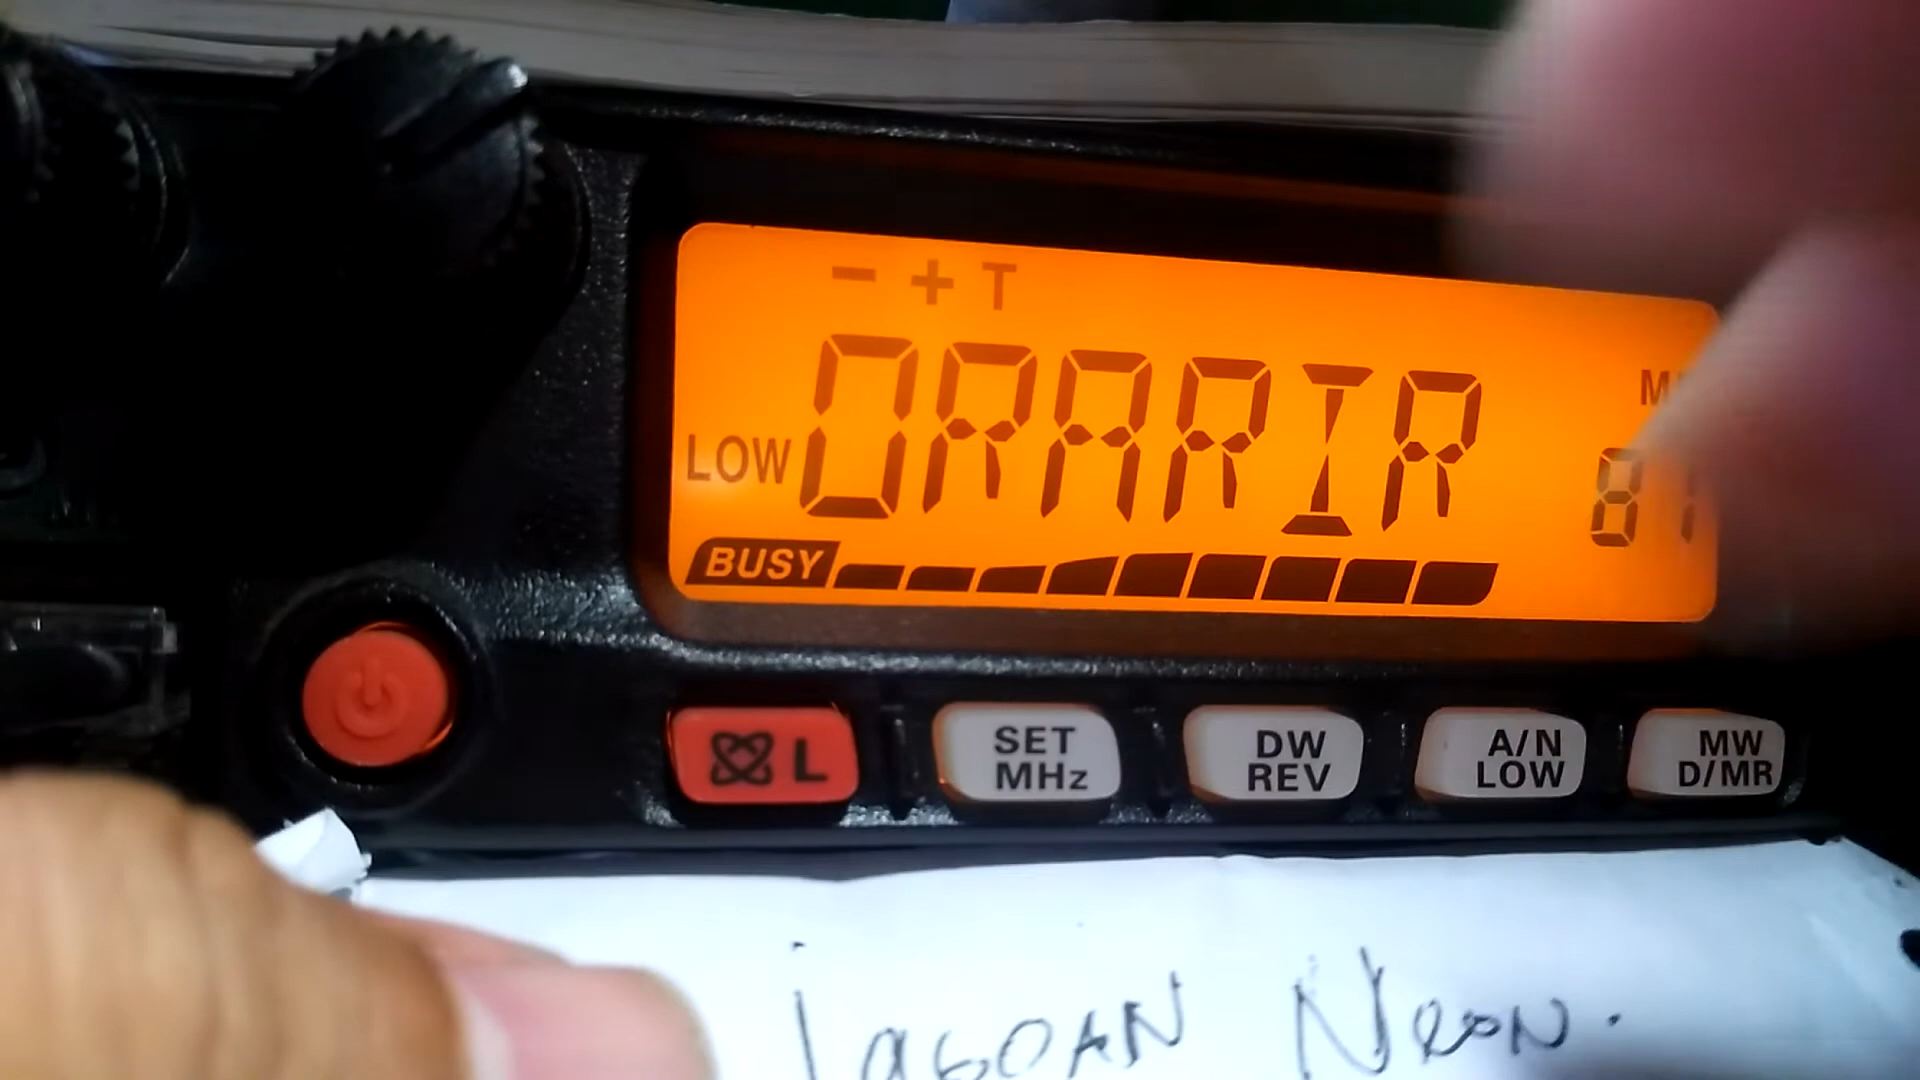 - + T
LOW ORARIR
BUSY
L
SET
MHz
DW
REV
A/N
LOW
MW
D/MR
JaGOAN NeoN.